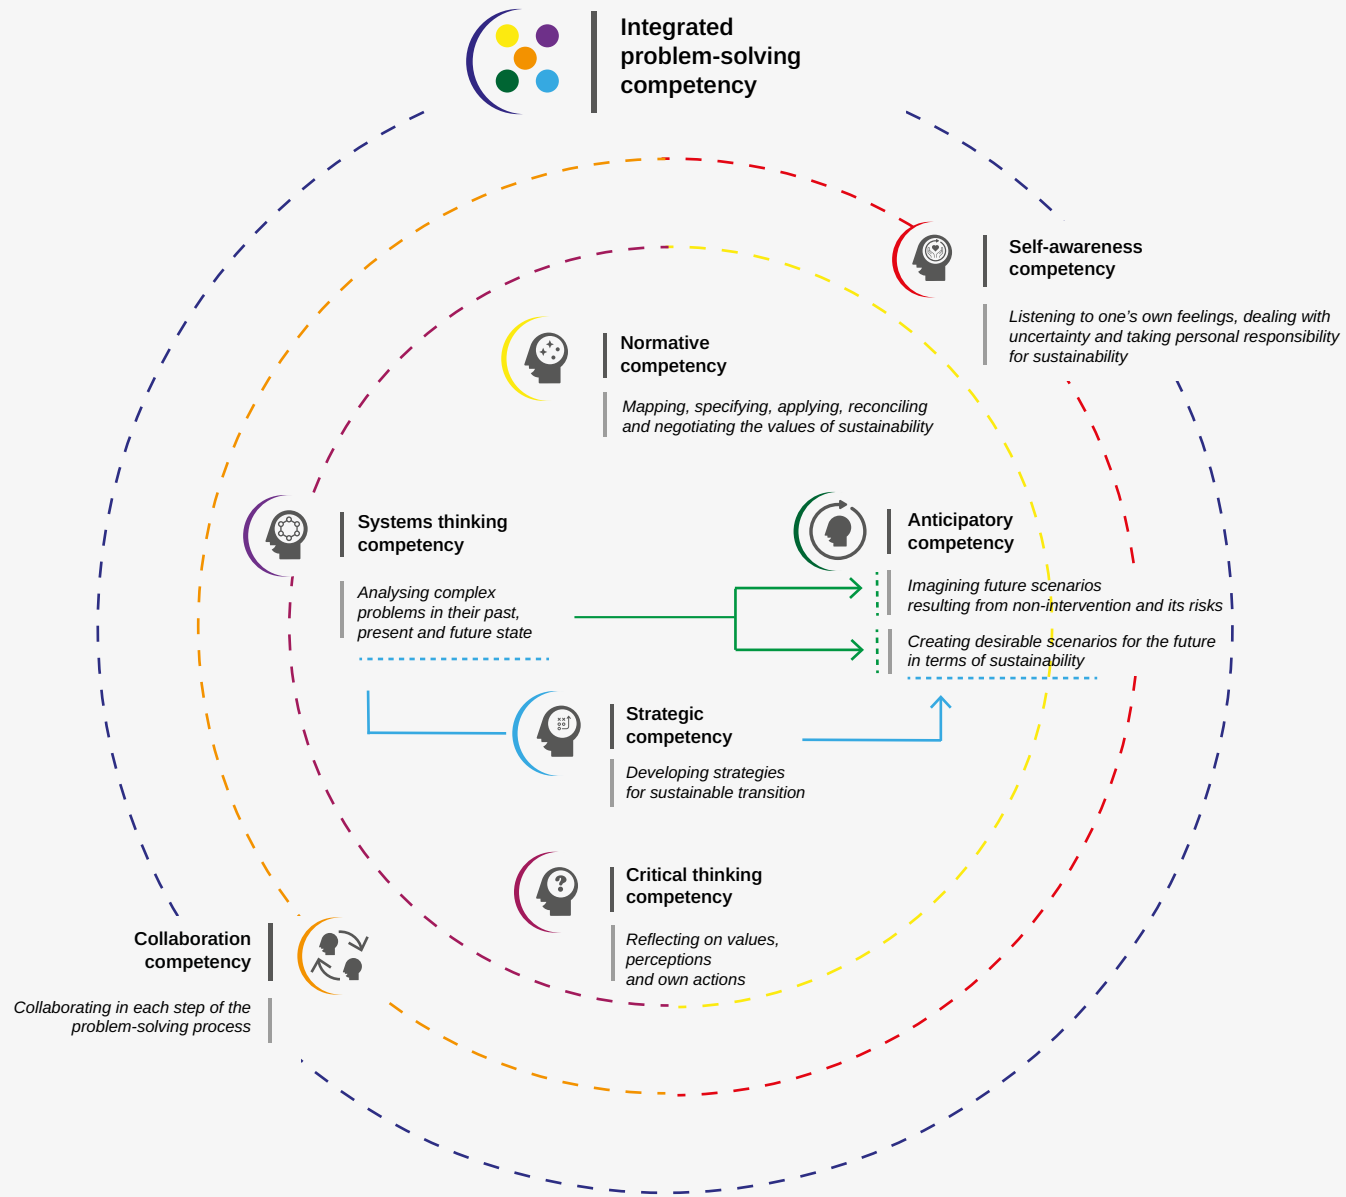 Integrated
problem-solving
competency
Self-awareness
competency
Listening to one’s own feelings, dealing with
uncertainty and taking personal responsibility
for sustainability
Normative
competency
Mapping, specifying, applying, reconciling
and negotiating the values of sustainability
Systems thinking
competency
Analysing complex
problems in their past,
present and future state
Anticipatory
competency
Imagining future scenarios
resulting from non-intervention and its risks
Creating desirable scenarios for the future
in terms of sustainability
Strategic
competency
Developing strategies
for sustainable transition
Critical thinking
competency
Reflecting on values,
perceptions
and own actions
Collaboration
competency
Collaborating in each step of the
problem-solving process